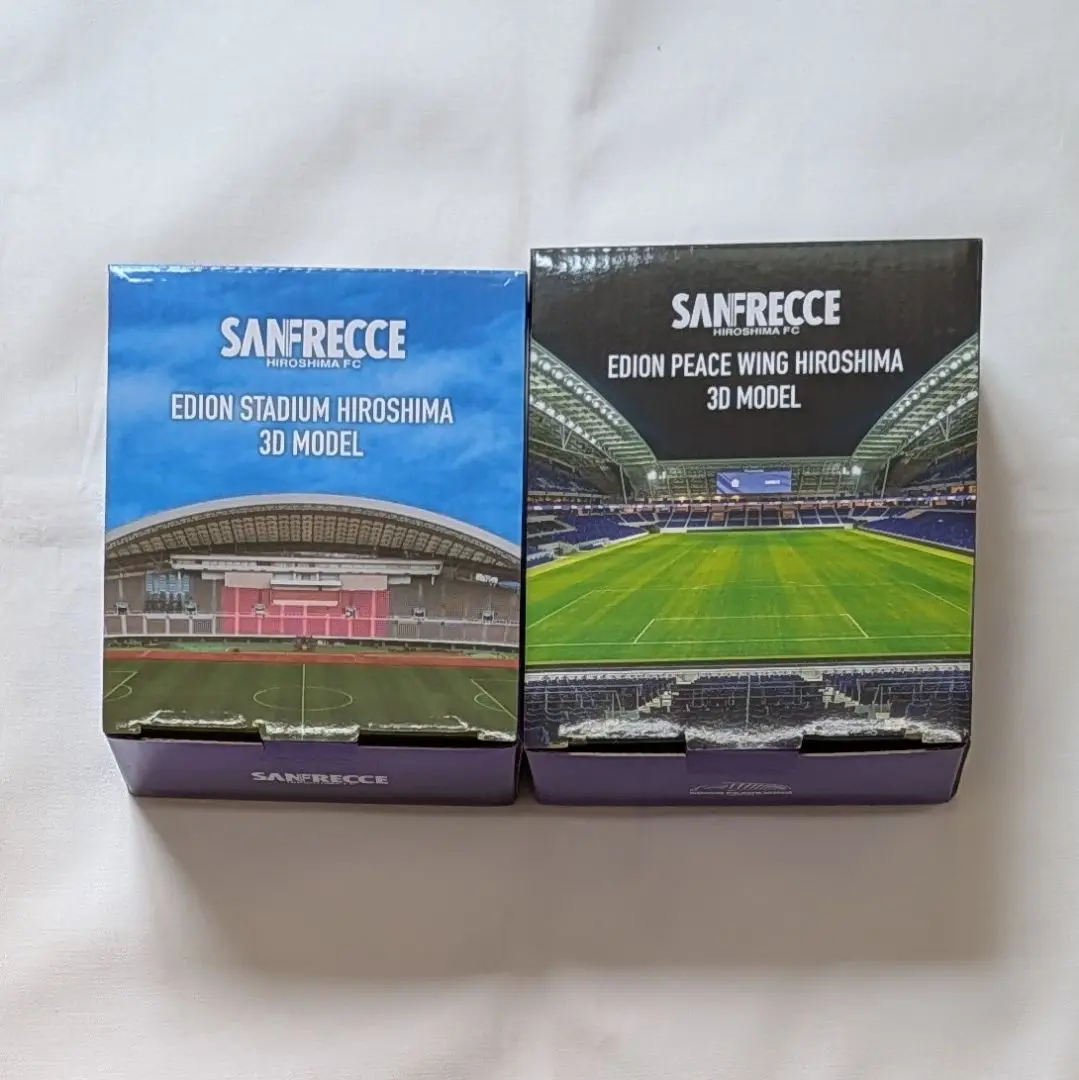 SANFRECCE
HIROSHIMA FC
EDION STADIUM HIROSHIMA
3D MODEL
SANFRECCE
SANFRECCE
HIROSHIMA FC
EDION PEACE WING HIROSHIMA
3D MODEL